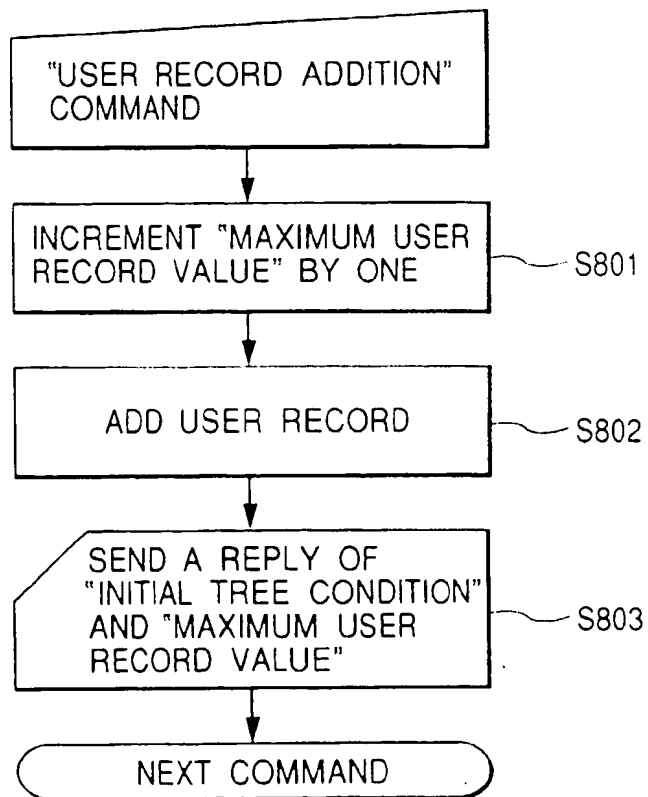 "USER RECORD ADDITION"
COMMAND
INCREMENT "MAXIMUM USER
RECORD VALUE" BY ONE
S801
ADD USER RECORD
S802
SEND A REPLY OF
"INITIAL TREE CONDITION"
AND "MAXIMUM USER
RECORD VALUE"
S803
NEXT COMMAND